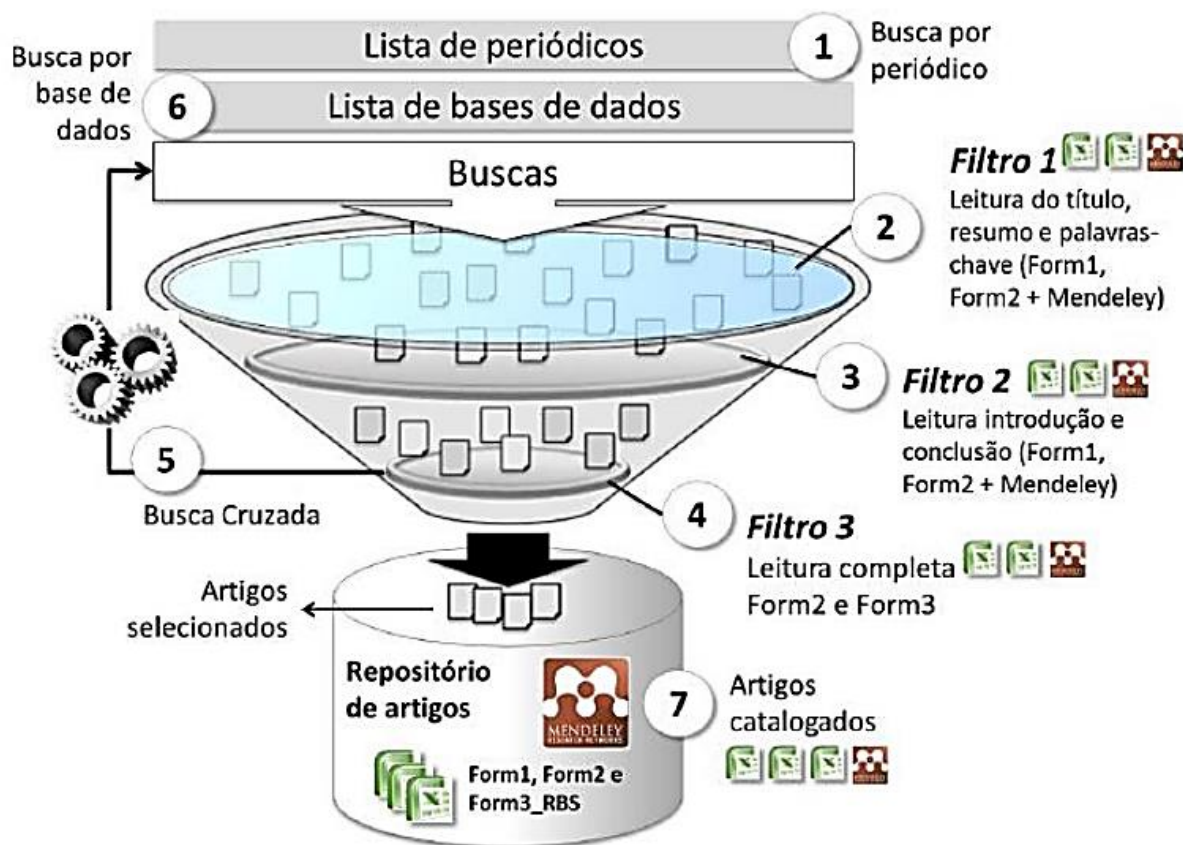 Lista de periódicos
1
Busca por
periódico
Busca por
base de
dados
6
Lista de bases de dados
Buscas
Filtro 1
Leitura do título,
resumo e palavras-
chave (Form1,
Form2 + Mendeley)
2
3
Filtro 2
Leitura introdução e
conclusão (Form1,
Form2 + Mendeley)
5
Busca Cruzada
4
Filtro 3
Leitura completa
Form2 e Form3
Artigos
selecionados
Repositório
de artigos
MENDELEY
7
Artigos
catalogados
Form1, Form2 e
Form3_RBS